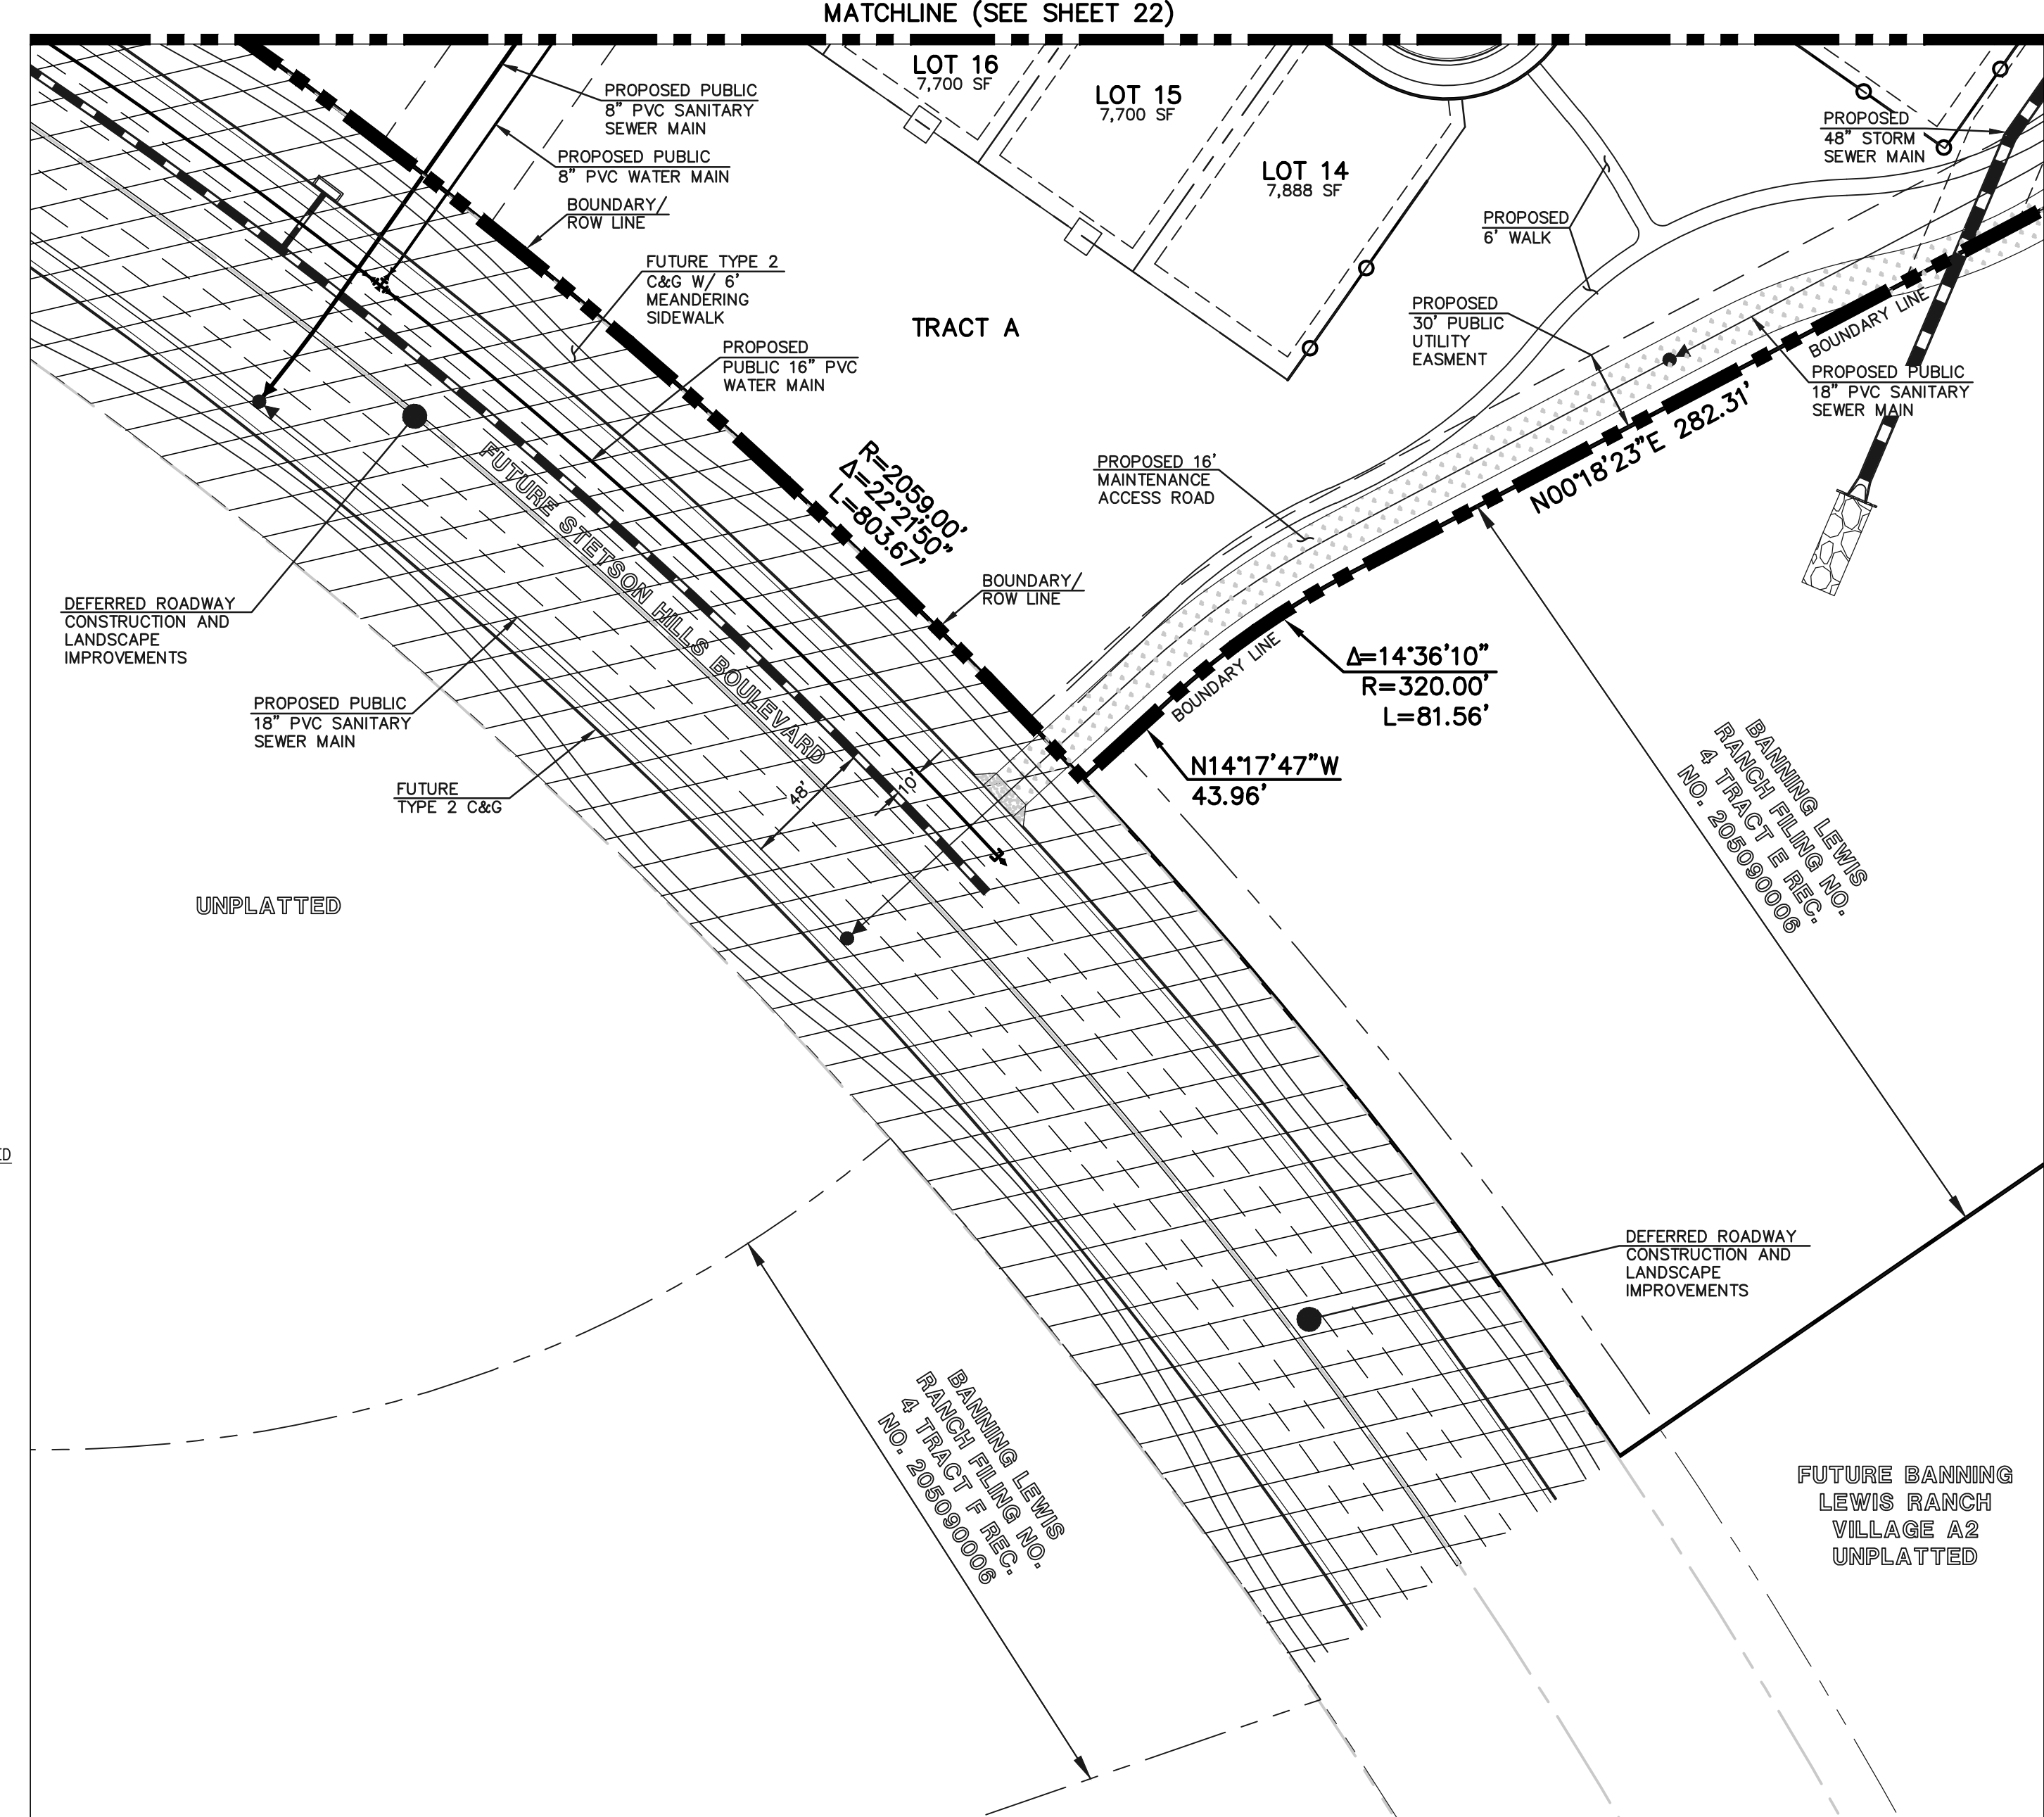 MATCHLINE (SEE SHEET 22)
LOT 16
7,700 SF
LOT 15
7,700 SF
LOT 14
7,888 SF
PROPOSED PUBLIC
8" PVC SANITARY
SEWER MAIN
PROPOSED PUBLIC
8" PVC WATER MAIN
BOUNDARY/
ROW LINE
FUTURE TYPE 2
C&G W/ 6'
MEANDERING
SIDEWALK
PROPOSED
PUBLIC 16" PVC
WATER MAIN
TRACT A
PROPOSED
48" STORM
SEWER MAIN
PROPOSED
6' WALK
PROPOSED
30' PUBLIC
UTILITY
EASMENT
BOUNDARY LINE
PROPOSED PUBLIC
18" PVC SANITARY
SEWER MAIN
N00°18'23"E 282.31'
PROPOSED 16'
MAINTENANCE
ACCESS ROAD
R=2059.00'
Δ=22°21'50"
L=803.67'
BOUNDARY/
ROW LINE
FUTURE STETSON HILLS BOULEVARD
DEFERRED ROADWAY
CONSTRUCTION AND
LANDSCAPE
IMPROVEMENTS
PROPOSED PUBLIC
18" PVC SANITARY
SEWER MAIN
FUTURE
TYPE 2 C&G
48'
10'
BOUNDARY LINE
Δ=14°36'10"
R=320.00'
L=81.56'
N14°17'47"W
43.96'
BANNING LEWIS
RANCH FILING NO.
4 TRACT E REC.
NO. 205090006
UNPLATTED
ED
DEFERRED ROADWAY
CONSTRUCTION AND
LANDSCAPE
IMPROVEMENTS
BANNING LEWIS
RANCH FILING NO.
4 TRACT F REC.
NO. 205090006
FUTURE BANNING
LEWIS RANCH
VILLAGE A2
UNPLATTED